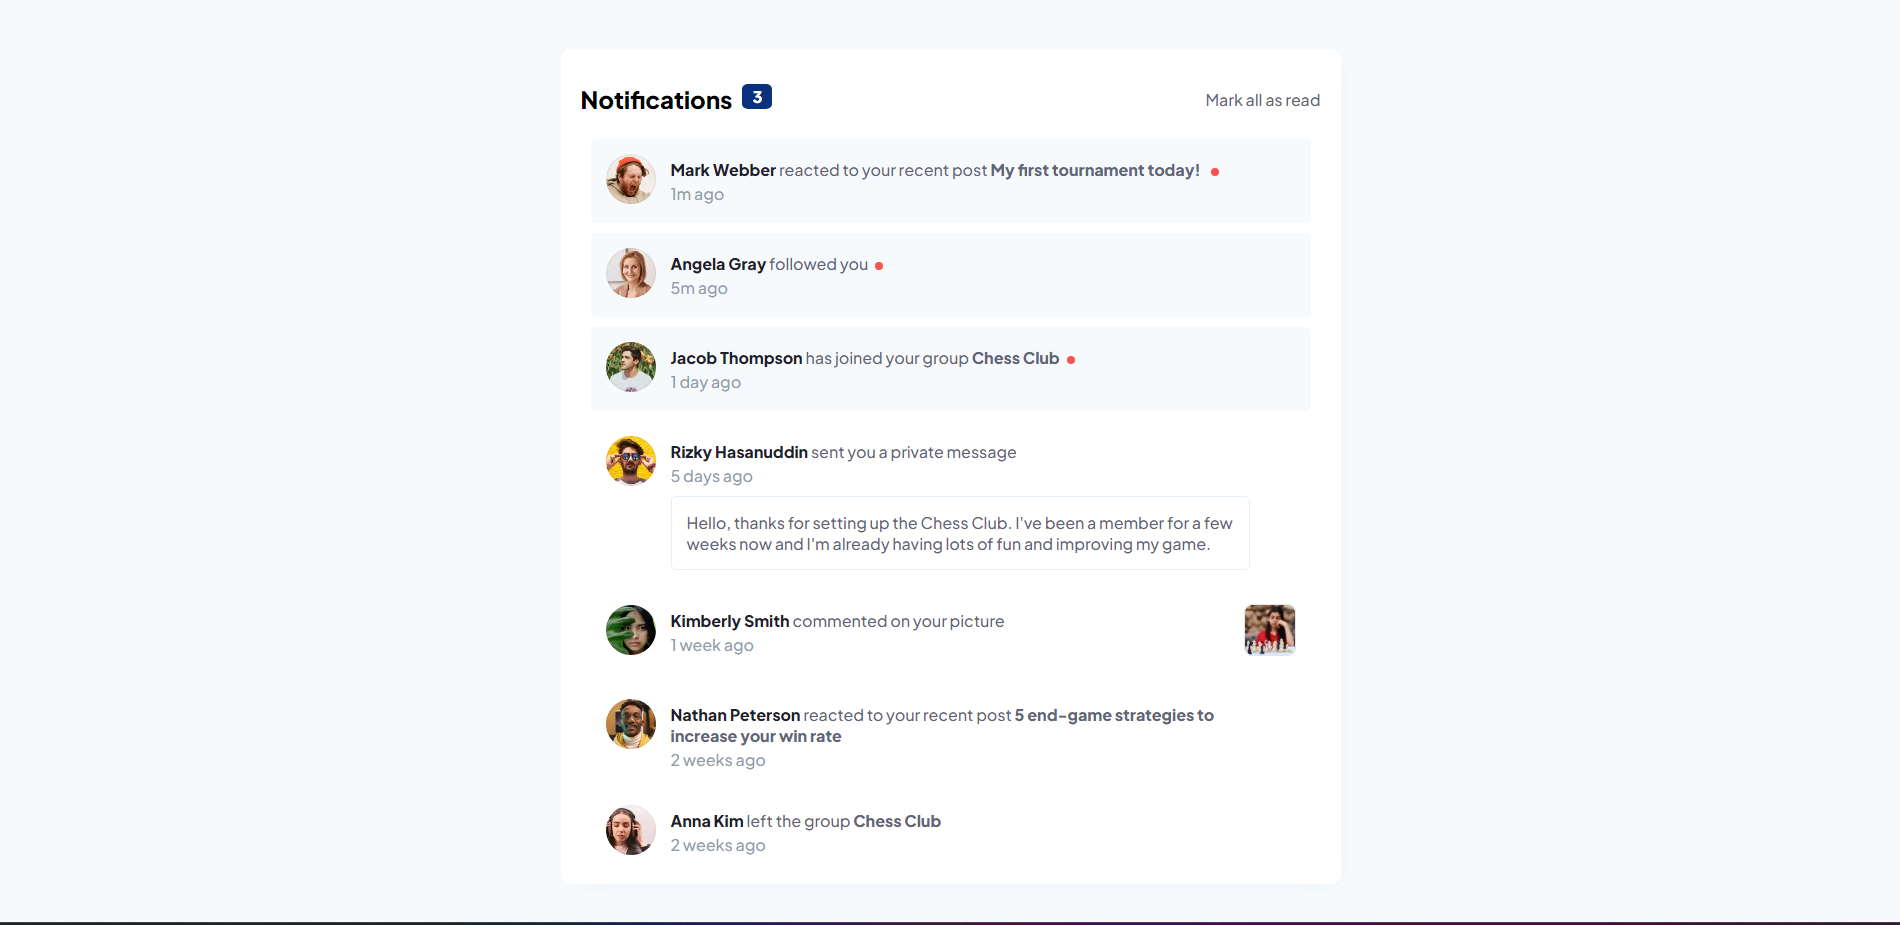 Notifications 3
Mark all as read
Mark Webber reacted to your recent post My first tournament today!
1m ago
Angela Gray followed you
5m ago
Jacob Thompson has joined your group Chess Club
1 day ago
Rizky Hasanuddin sent you a private message
5 days ago
Hello, thanks for setting up the Chess Club. I've been a member for a few
weeks now and I'm already having lots of fun and improving my game.
Kimberly Smith commented on your picture
1 week ago
Nathan Peterson reacted to your recent post 5 end-game strategies to
increase your win rate
2 weeks ago
Anna Kim left the group Chess Club
2 weeks ago